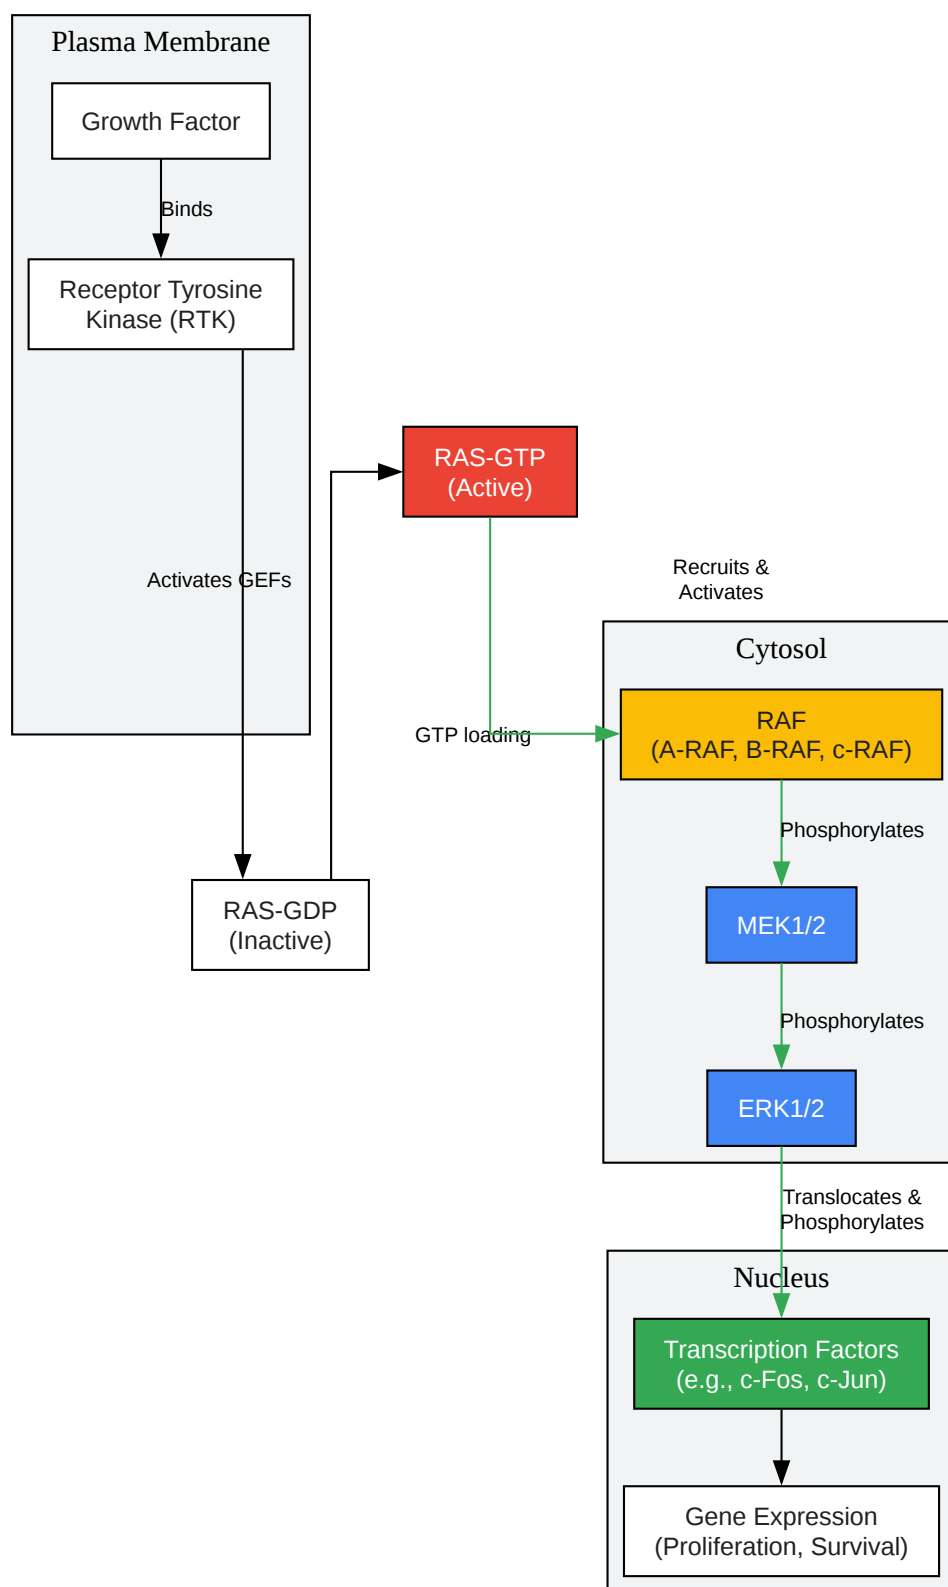 Plasma Membrane
Growth Factor
Binds
Receptor Tyrosine
Kinase (RTK)
RAS-GTP
(Active)
Activates GEFs
Recruits &
Activates
Cytosol
RAF
(A-RAF, B-RAF, c-RAF)
GTP loading
Phosphorylates
RAS-GDP
(Inactive)
MEK1/2
Phosphorylates
ERK1/2
Translocates &
Phosphorylates
Nucleus
Transcription Factors
(e.g., c-Fos, c-Jun)
Gene Expression
(Proliferation, Survival)